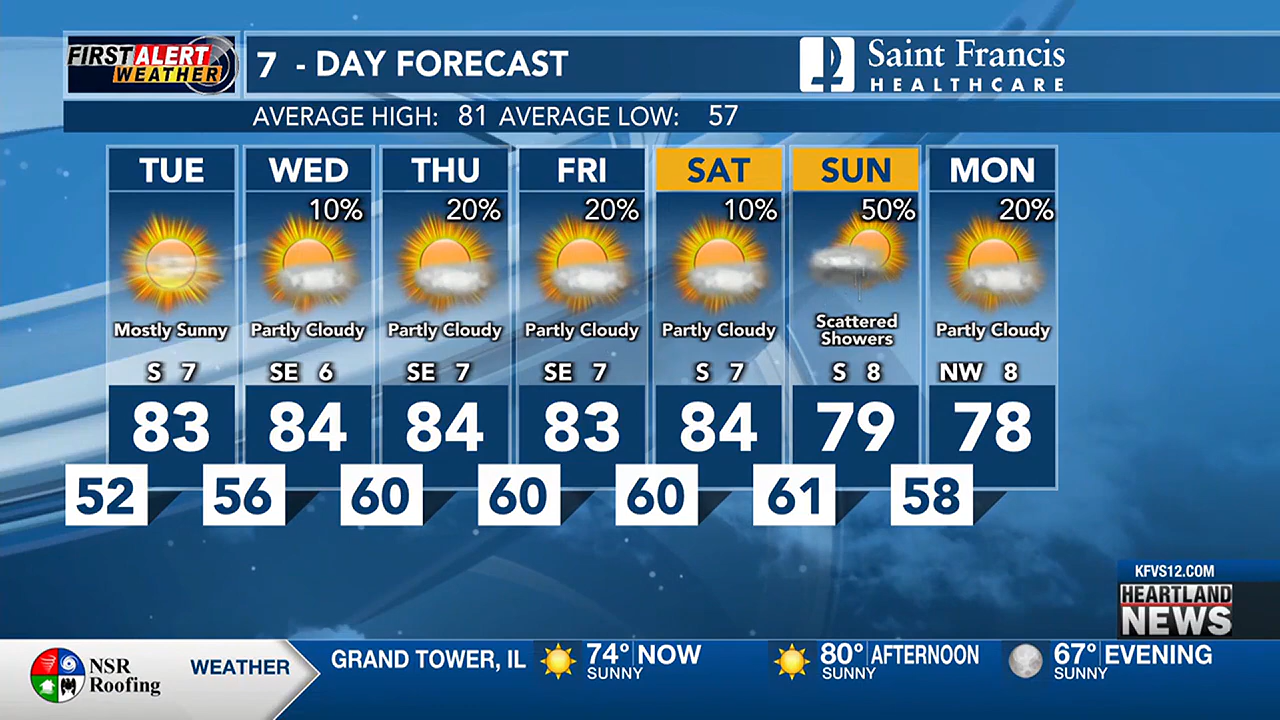 FIRST ALERT
WEATHER
7 - DAY FORECAST
Saint Francis
HEALTHCARE
AVERAGE HIGH: 81 AVERAGE LOW: 57
TUE WED THU FRI SAT SUN MON
10% 20% 20% 10% 50% 20%
Mostly Sunny Partly Cloudy Partly Cloudy Partly Cloudy Partly Cloudy Scattered Showers Partly Cloudy
S 7 SE 6 SE 7 SE 7 S 7 S 8 NW 8
83 84 84 83 84 79 78
52 56 60 60 60 61 58
KFVS12.COM
HEARTLAND
NEWS
NSR
Roofing
WEATHER
GRAND TOWER, IL 74° NOW 80° AFTERNOON 67° EVENING
SUNNY SUNNY SUNNY